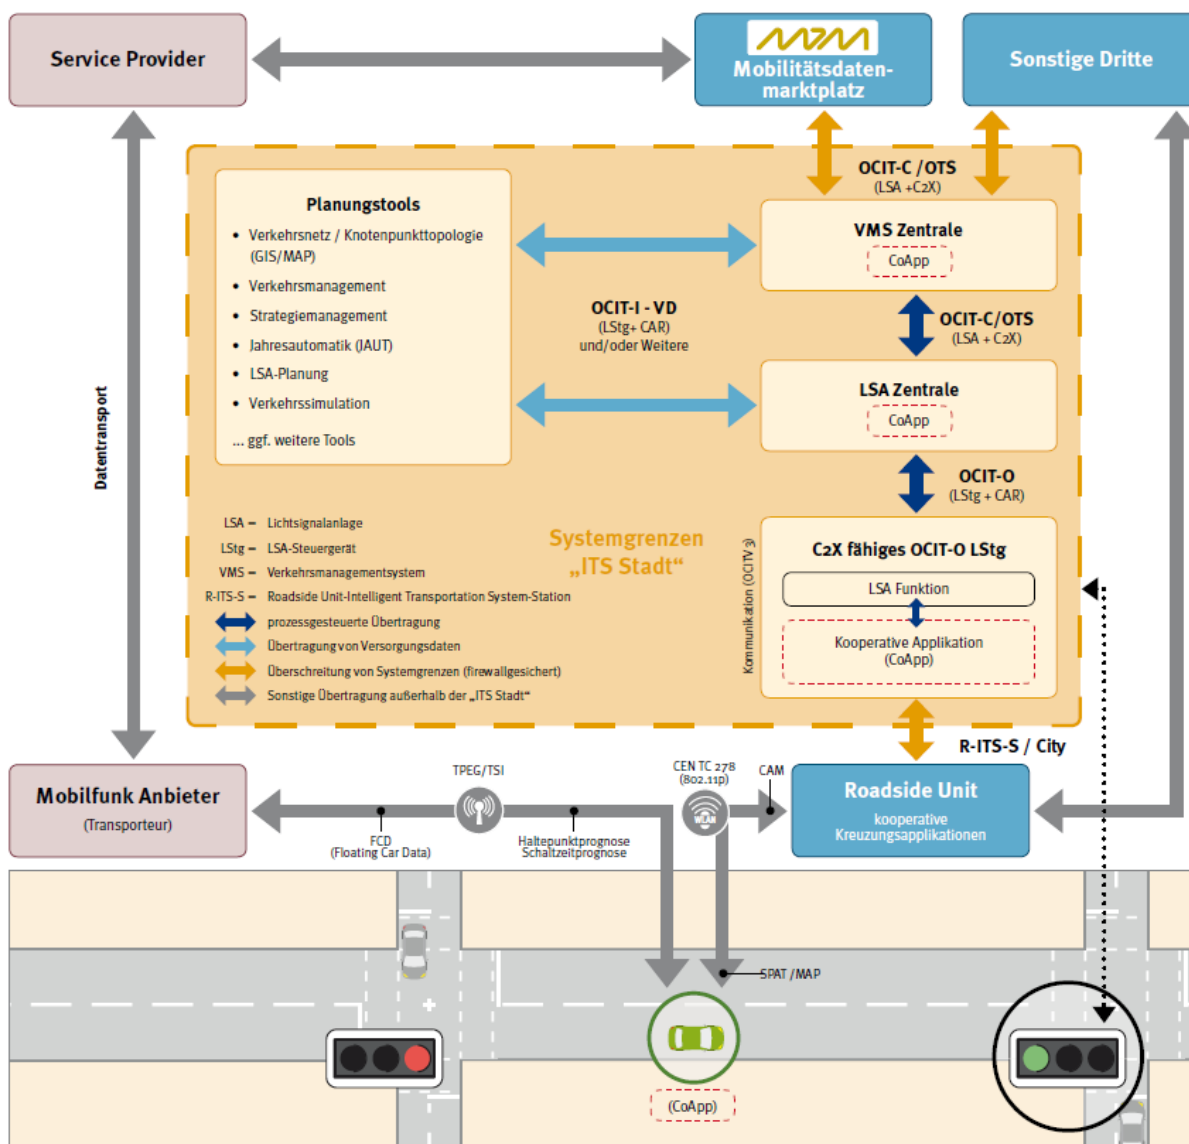 Service Provider
mdm
Mobilitätsdaten-
marktplatz
Sonstige Dritte
OCIT-C /OTS
(LSA +C2X)
Planungstools
• Verkehrsnetz / Knotenpunkttopologie
(GIS/MAP)
• Verkehrsmanagement
• Strategiemanagement
• Jahresautomatik (JAUT)
• LSA-Planung
• Verkehrssimulation
... ggf. weitere Tools
VMS Zentrale
CoApp
OCIT-I - VD
(LStg+ CAR)
und/oder Weitere
OCIT-C/OTS
(LSA + C2X)
LSA Zentrale
CoApp
Datentransport
OCIT-O
(LStg + CAR)
LSA – Lichtsignalanlage
LStg – LSA-Steuergerät
VMS – Verkehrsmanagementsystem
R-ITS-S – Roadside Unit-Intelligent Transportation System-Station
prozessgesteuerte Übertragung
Übertragung von Versorgungsdaten
Überschreitung von Systemgrenzen (firewallgesichert)
Sonstige Übertragung außerhalb der „ITS Stadt“
Systemgrenzen
„ITS Stadt“
Kommunikation (OCITV 3)
C2X fähiges OCIT-O LStg
LSA Funktion
Kooperative Applikation
(CoApp)
R-ITS-S / City
Mobilfunk Anbieter
(Transporteur)
TPEG/TSI
FCD
(Floating Car Data)
Haltepunktprognose
Schaltzeitprognose
CEN TC 278
(802.11p)
WLAN
CAM
Roadside Unit
kooperative
Kreuzungsapplikationen
SPAT /MAP
(CoApp)